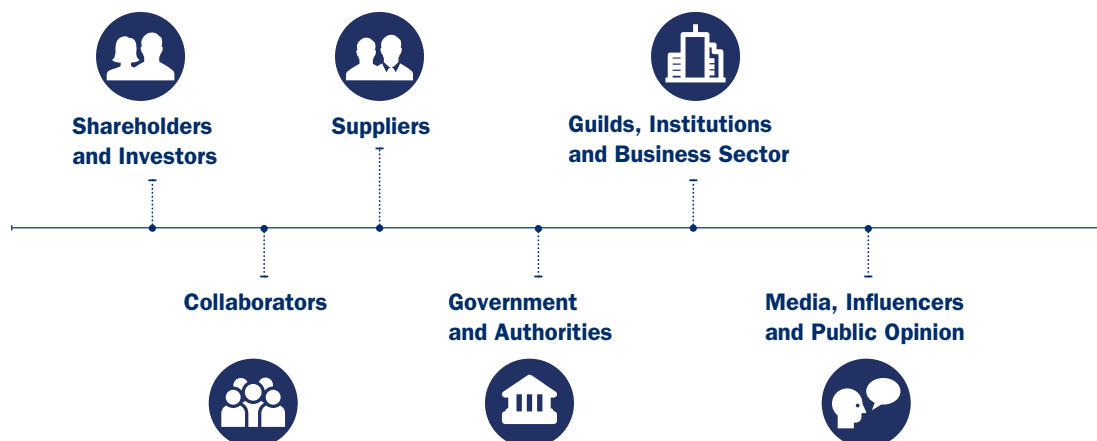 Shareholders
and Investors
Suppliers
Guilds, Institutions
and Business Sector
Collaborators
Government
and Authorities
Media, Influencers
and Public Opinion